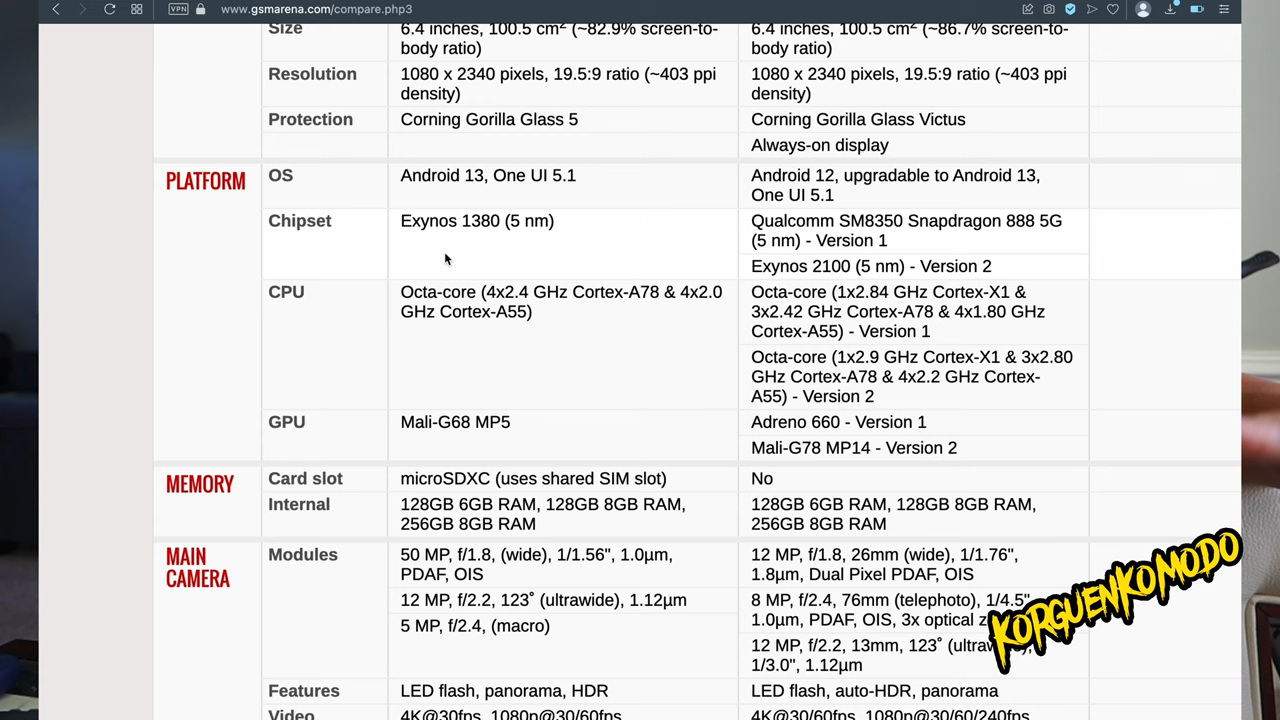 VPN
www.gsmarena.com/compare.php3
Size
6.4 inches, 100.5 cm² (~82.9% screen-to-
body ratio)
6.4 inches, 100.5 cm² (~86.7% screen-to-
body ratio)
Resolution
1080 x 2340 pixels, 19.5:9 ratio (~403 ppi
density)
1080 x 2340 pixels, 19.5:9 ratio (~403 ppi
density)
Protection
Corning Gorilla Glass 5
Corning Gorilla Glass Victus
Always-on display
PLATFORM
OS
Android 13, One UI 5.1
Android 12, upgradable to Android 13,
One UI 5.1
Chipset
Exynos 1380 (5 nm)
Qualcomm SM8350 Snapdragon 888 5G
(5 nm) - Version 1
Exynos 2100 (5 nm) - Version 2
CPU
Octa-core (4x2.4 GHz Cortex-A78 & 4x2.0
GHz Cortex-A55)
Octa-core (1x2.84 GHz Cortex-X1 &
3x2.42 GHz Cortex-A78 & 4x1.80 GHz
Cortex-A55) - Version 1
Octa-core (1x2.9 GHz Cortex-X1 & 3x2.80
GHz Cortex-A78 & 4x2.2 GHz Cortex-
A55) - Version 2
GPU
Mali-G68 MP5
Adreno 660 - Version 1
Mali-G78 MP14 - Version 2
MEMORY
Card slot
microSDXC (uses shared SIM slot)
No
Internal
128GB 6GB RAM, 128GB 8GB RAM,
256GB 8GB RAM
128GB 6GB RAM, 128GB 8GB RAM,
256GB 8GB RAM
MAIN
CAMERA
Modules
50 MP, f/1.8, (wide), 1/1.56", 1.0µm,
PDAF, OIS
12 MP, f/2.2, 123˚ (ultrawide), 1.12µm
5 MP, f/2.4, (macro)
12 MP, f/1.8, 26mm (wide), 1/1.76",
1.8µm, Dual Pixel PDAF, OIS
8 MP, f/2.4, 76mm (telephoto), 1/4.5"
1.0µm, PDAF, OIS, 3x optical
12 MP, f/2.2, 13mm, 123˚
1/3.0", 1.12µm
KORGUENKOMODO
Features
LED flash, panorama, HDR
LED flash, auto-HDR, panorama
Video
4K@30fps, 1080p@30/60fps
4K@30/60fps, 1080p@30/60/240fps